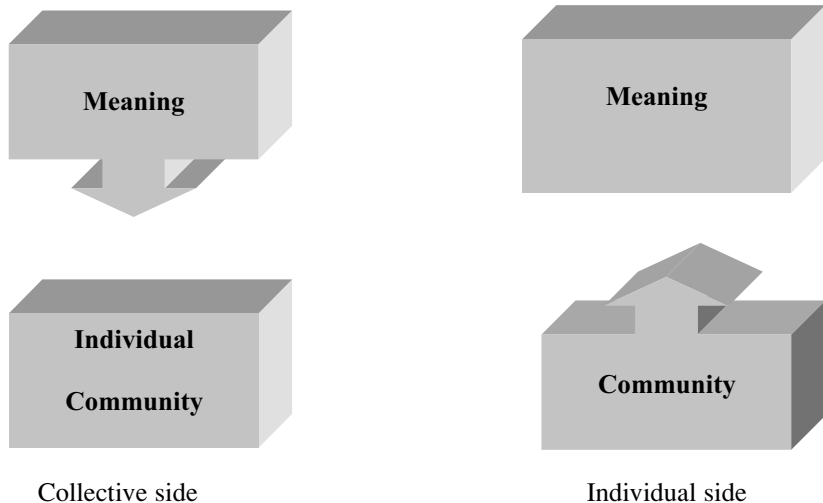 Meaning
Individual
Community
Collective side
Meaning
Community
Individual side